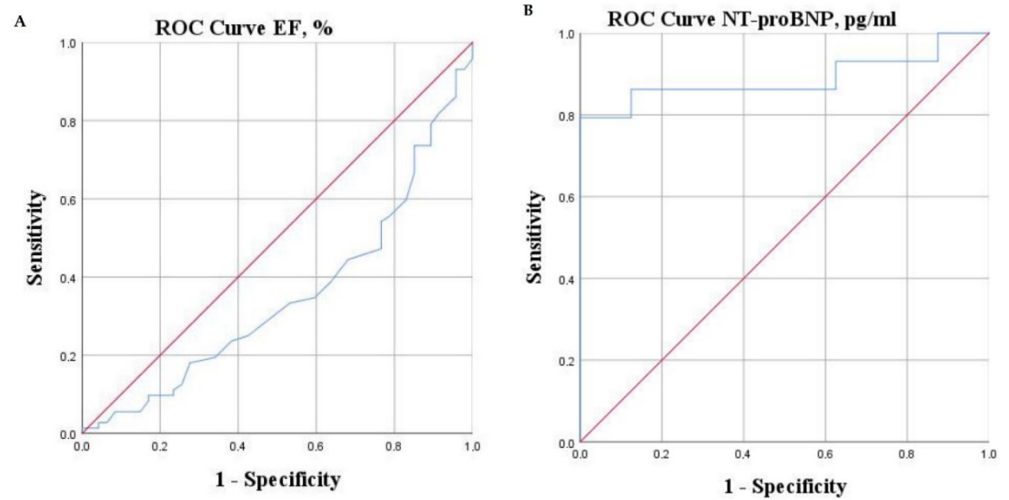 A
ROC Curve EF, %
1.0
0.8
0.6
0.4
0.2
0.0
Sensitivity
0.0 0.2 0.4 0.6 0.8 1.0
1 - Specificity
B
ROC Curve NT-proBNP, pg/ml
1.0
0.8
0.6
0.4
0.2
0.0
Sensitivity
0.0 0.2 0.4 0.6 0.8 1.0
1 - Specificity